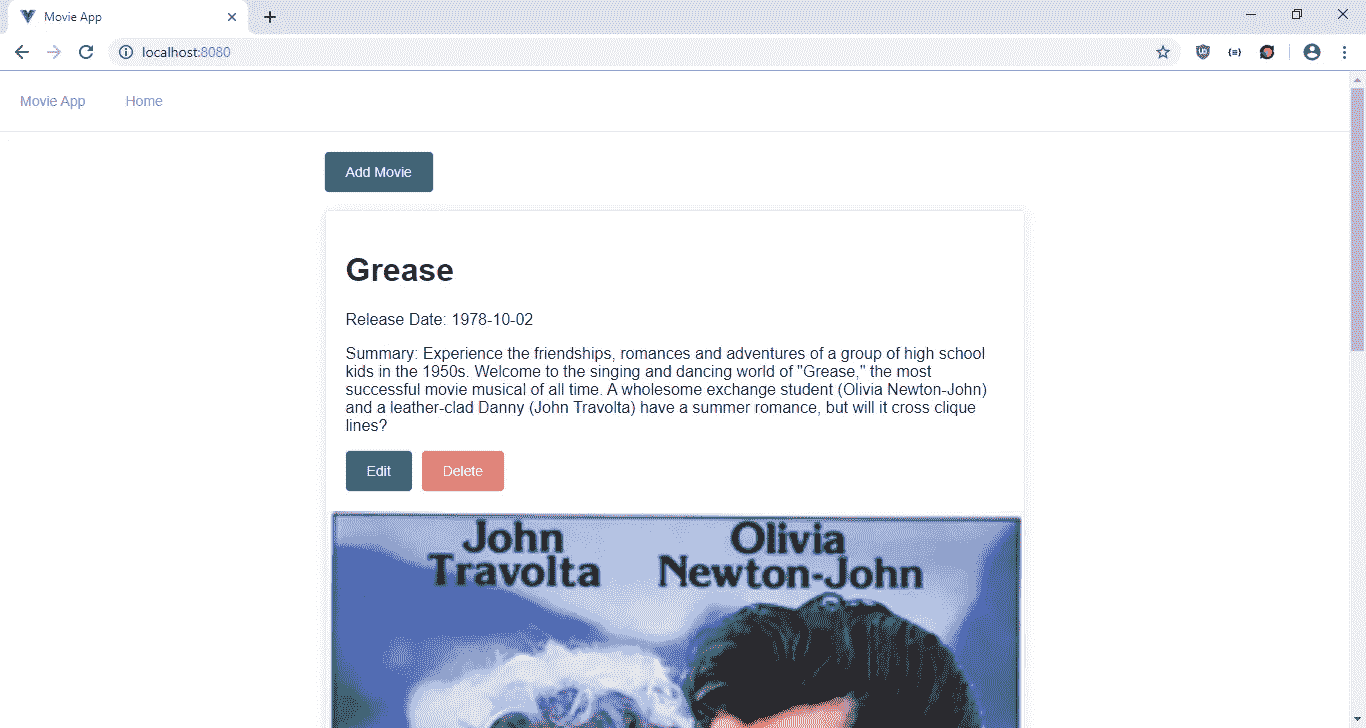 Movie App
localhost:8080
Movie App Home
Add Movie
Grease
Release Date: 1978-10-02
Summary: Experience the friendships, romances and adventures of a group of high school
kids in the 1950s. Welcome to the singing and dancing world of "Grease," the most
successful movie musical of all time. A wholesome exchange student (Olivia Newton-John)
and a leather-clad Danny (John Travolta) have a summer romance, but will it cross clique
lines?
Edit Delete
John Olivia
Travolta Newton-John